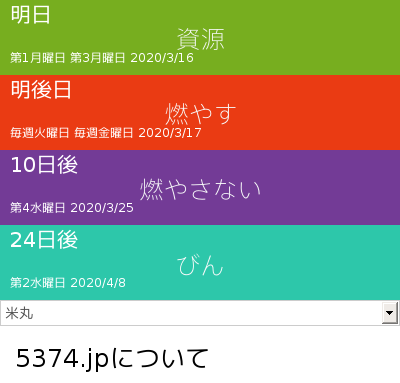 明日
資源
第1月曜日 第3月曜日 2020/3/16
明後日
燃やす
毎週火曜日 毎週金曜日 2020/3/17
10日後
燃やさない
第4水曜日 2020/3/25
24日後
びん
第2水曜日 2020/4/8
米丸
5374.jpについて